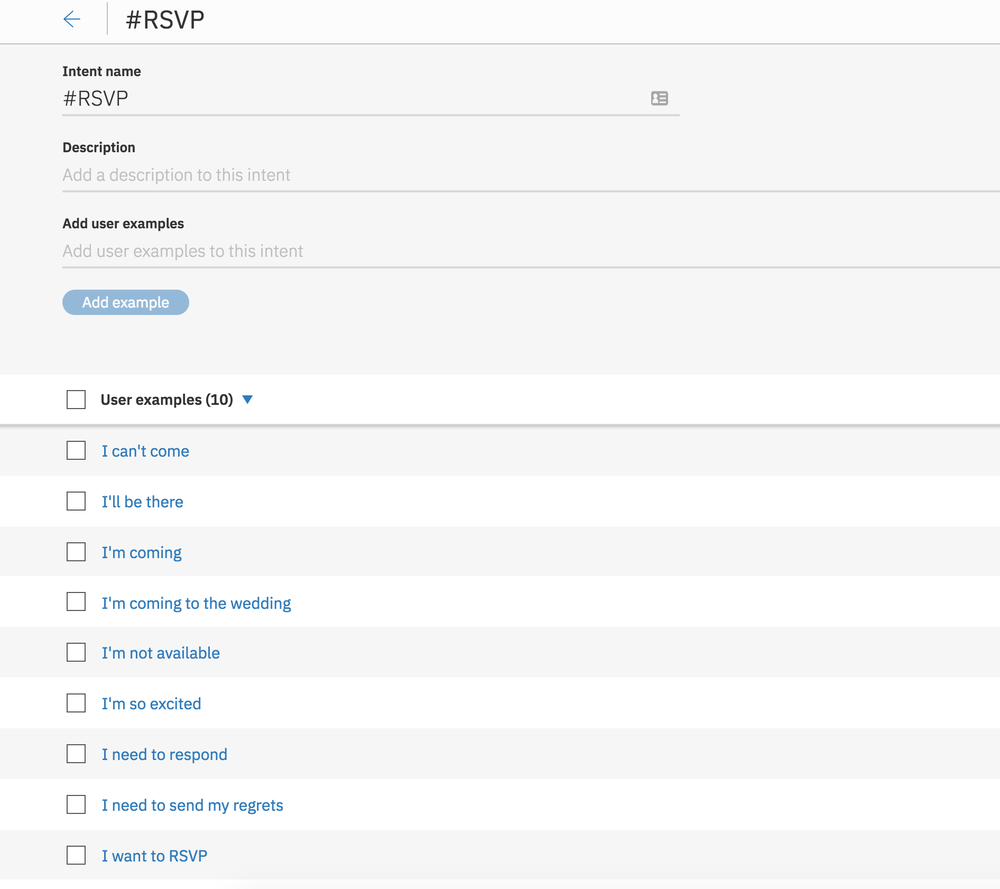 #RSVP
Intent name
#RSVP
Description
Add a description to this intent
Add user examples
Add user examples to this intent
Add example
User examples (10)
I can't come
I'll be there
I'm coming
I'm coming to the wedding
I'm not available
I'm so excited
I need to respond
I need to send my regrets
I want to RSVP